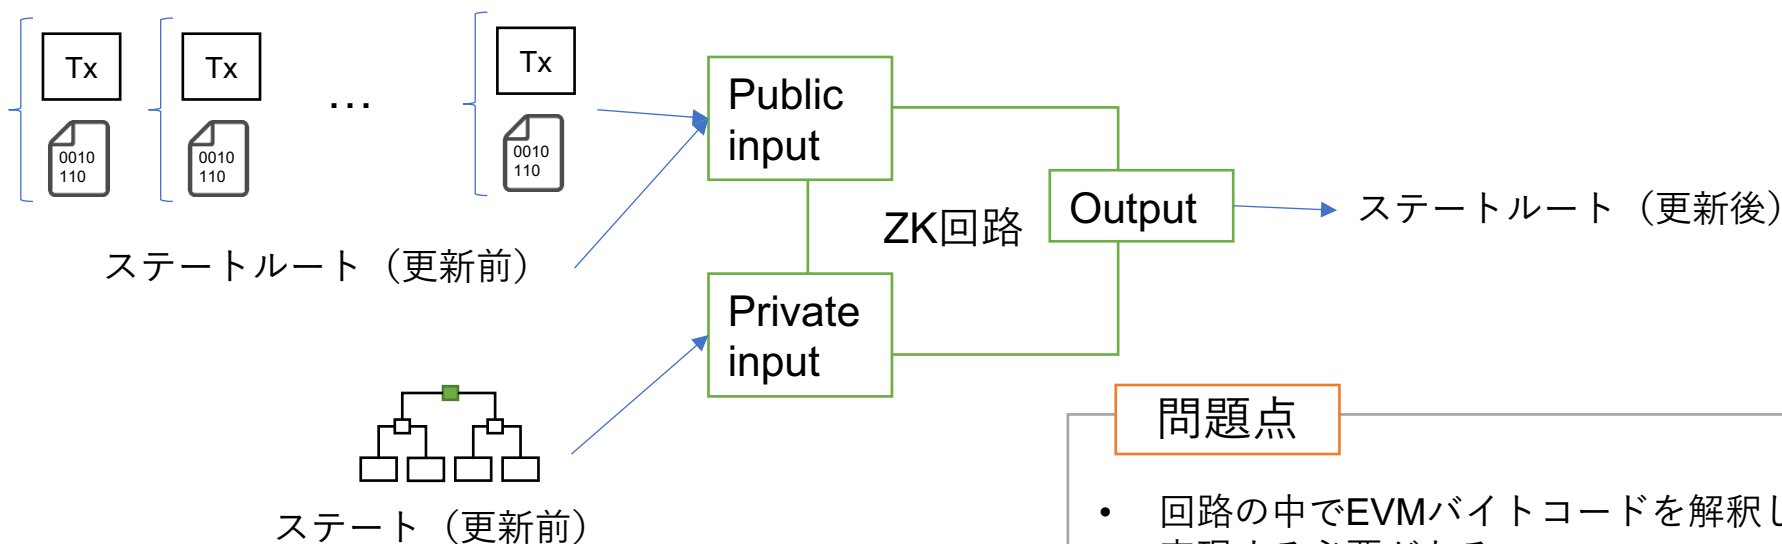 Tx
Tx
…
Tx
0010
110
0010
110
0010
110
Public
input
ZK回路
Output
ステートルート（更新後）
ステートルート（更新前）
Private
input
ステート（更新前）
問題点
• 回路の中でEVMバイトコードを解釈し